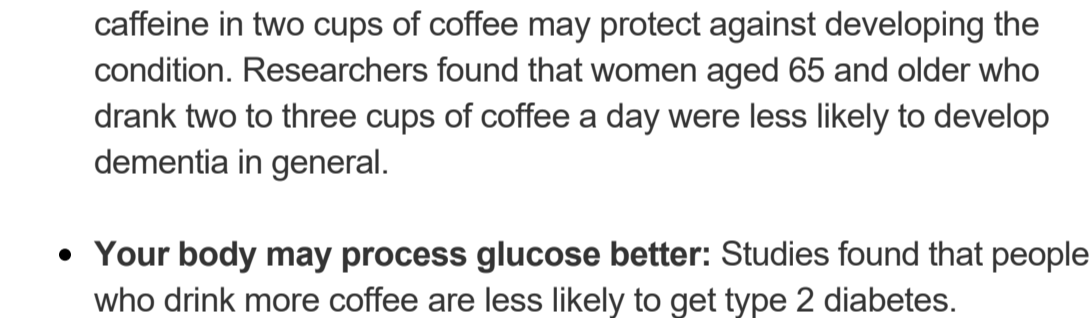 caffeine in two cups of coffee may protect against developing the
condition. Researchers found that women aged 65 and older who
drank two to three cups of coffee a day were less likely to develop
dementia in general.
• Your body may process glucose better: Studies found that people
who drink more coffee are less likely to get type 2 diabetes.